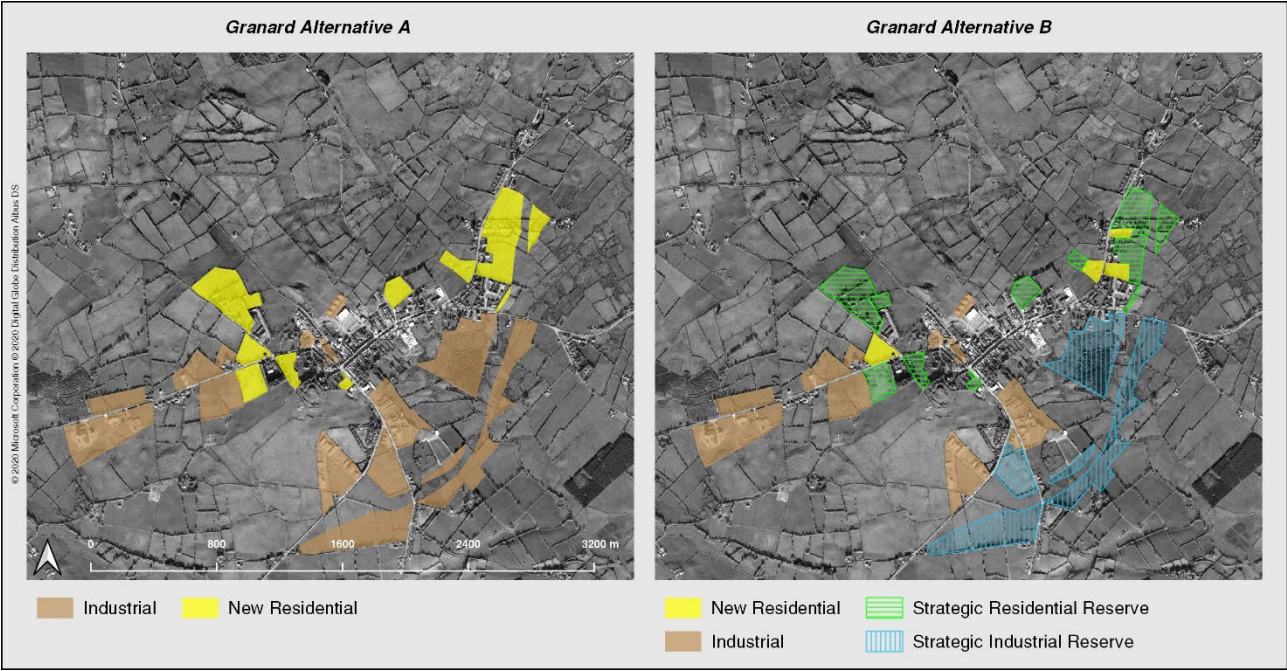 Granard Alternative A
Granard Alternative B
© 2020 Microsoft Corporation © 2020 Digital Globe Distribution Aibus DS
0 800 1600 2400 3200 m
Industrial
New Residential
New Residential
Strategic Residential Reserve
Industrial
Strategic Industrial Reserve